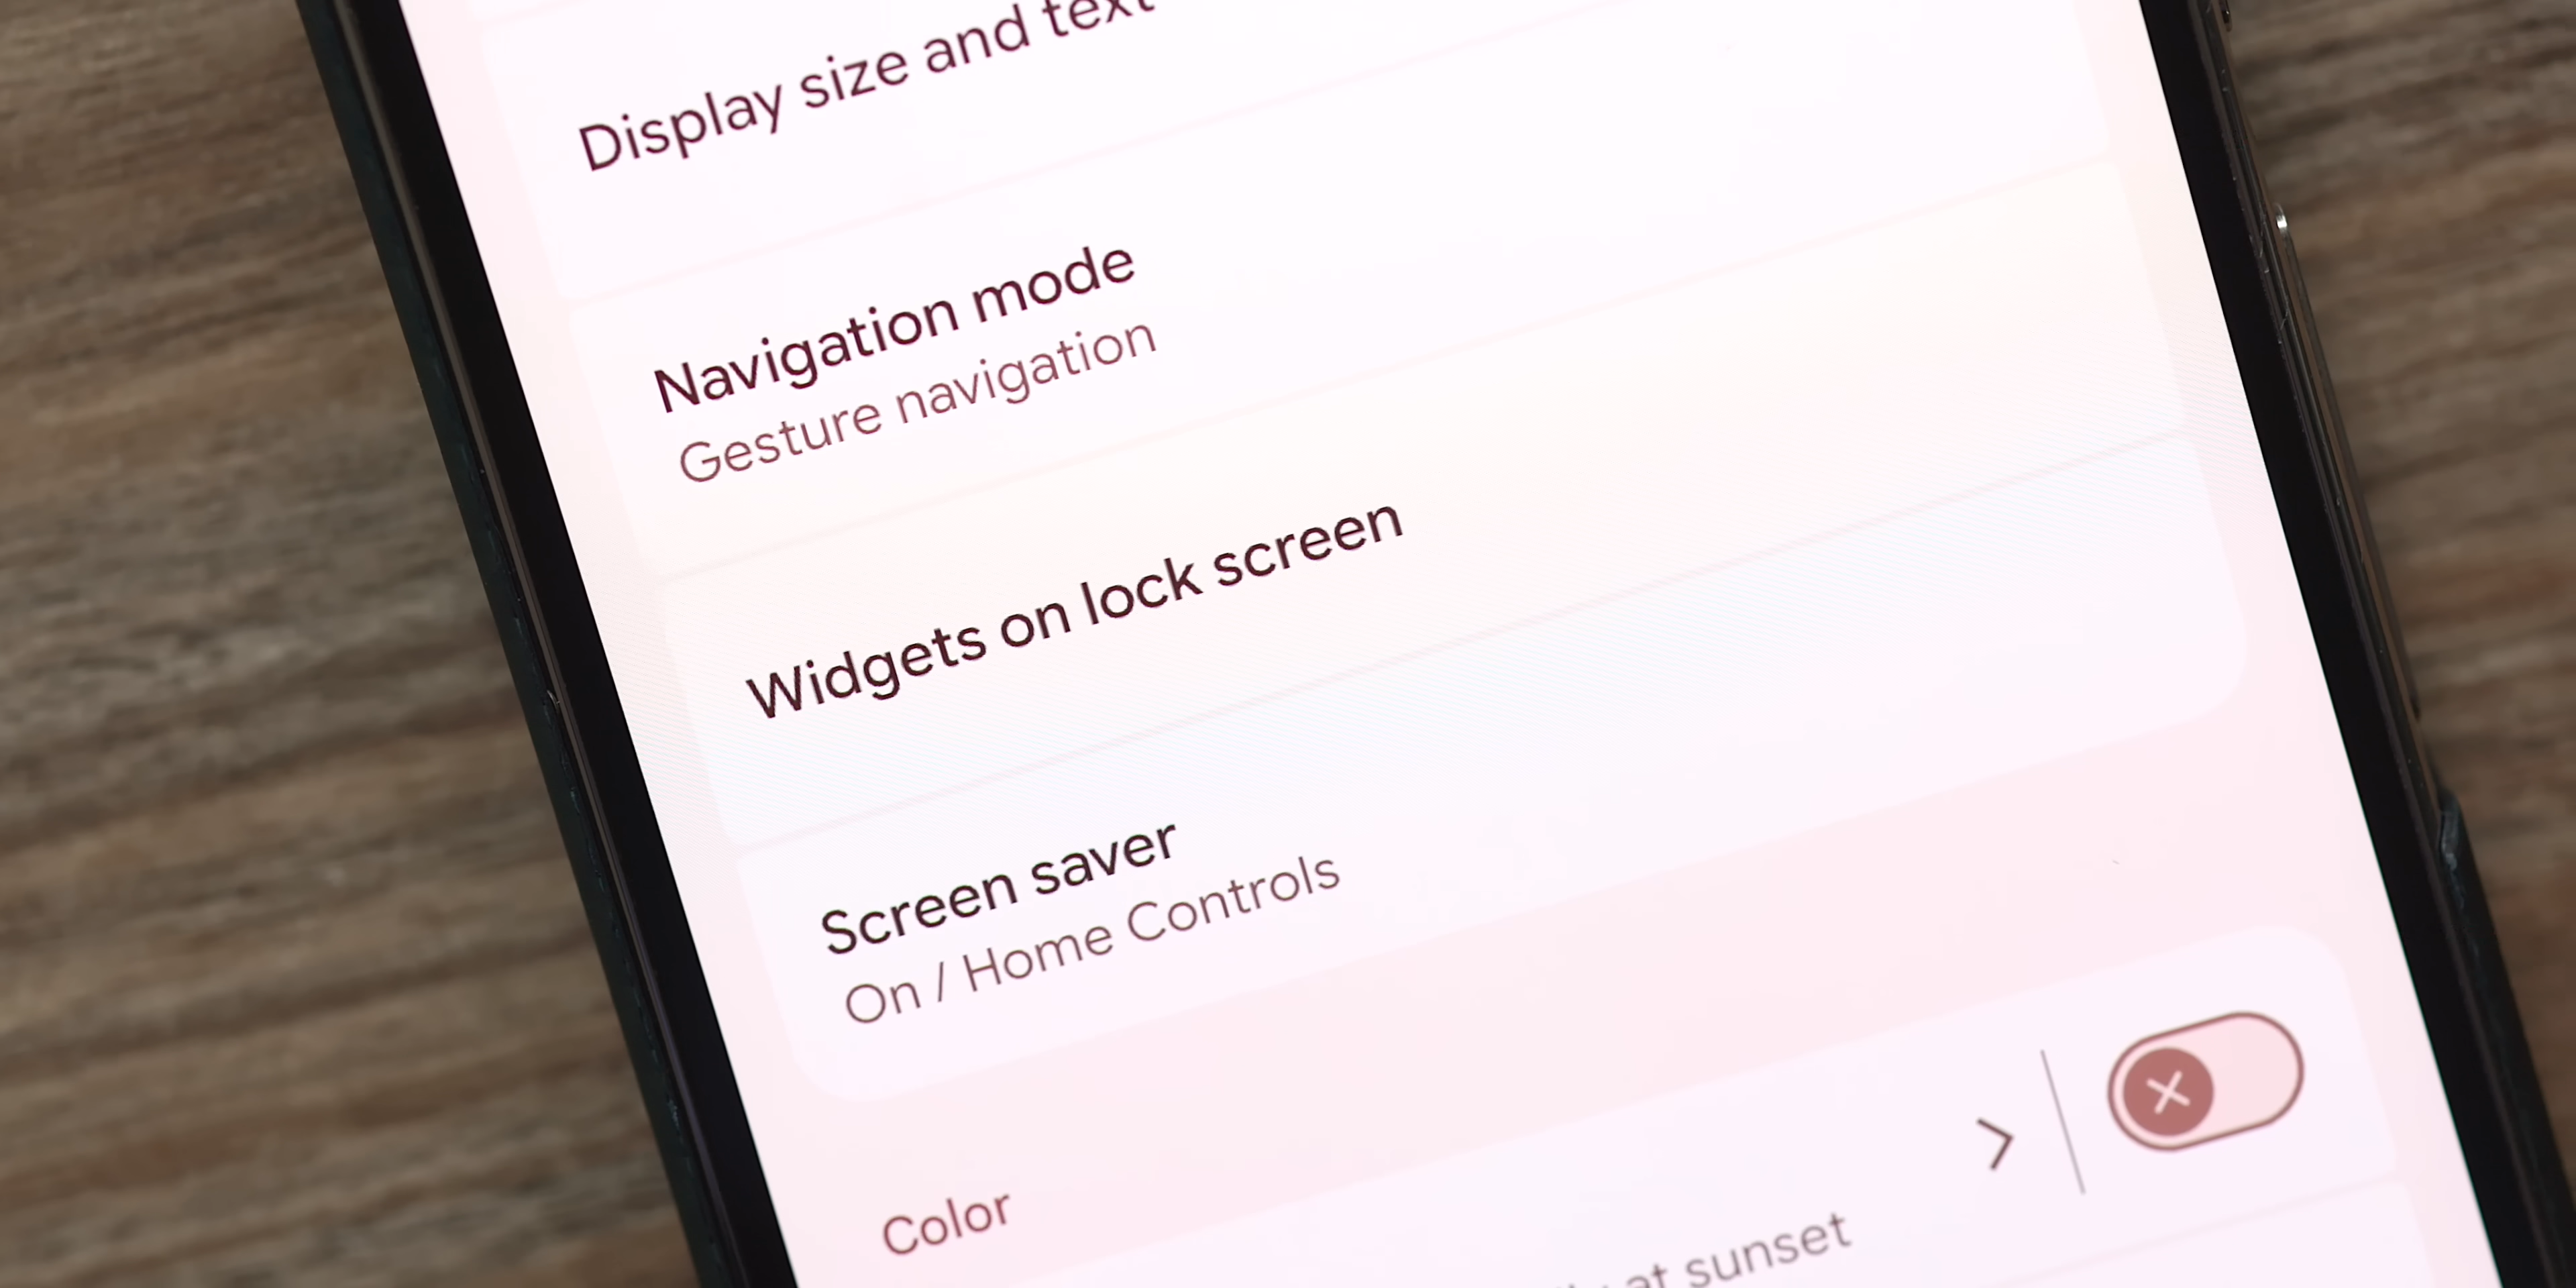 Display size and text
Navigation mode
Gesture navigation
Widgets on lock screen
Screen saver
On / Home Controls
Color
at sunset